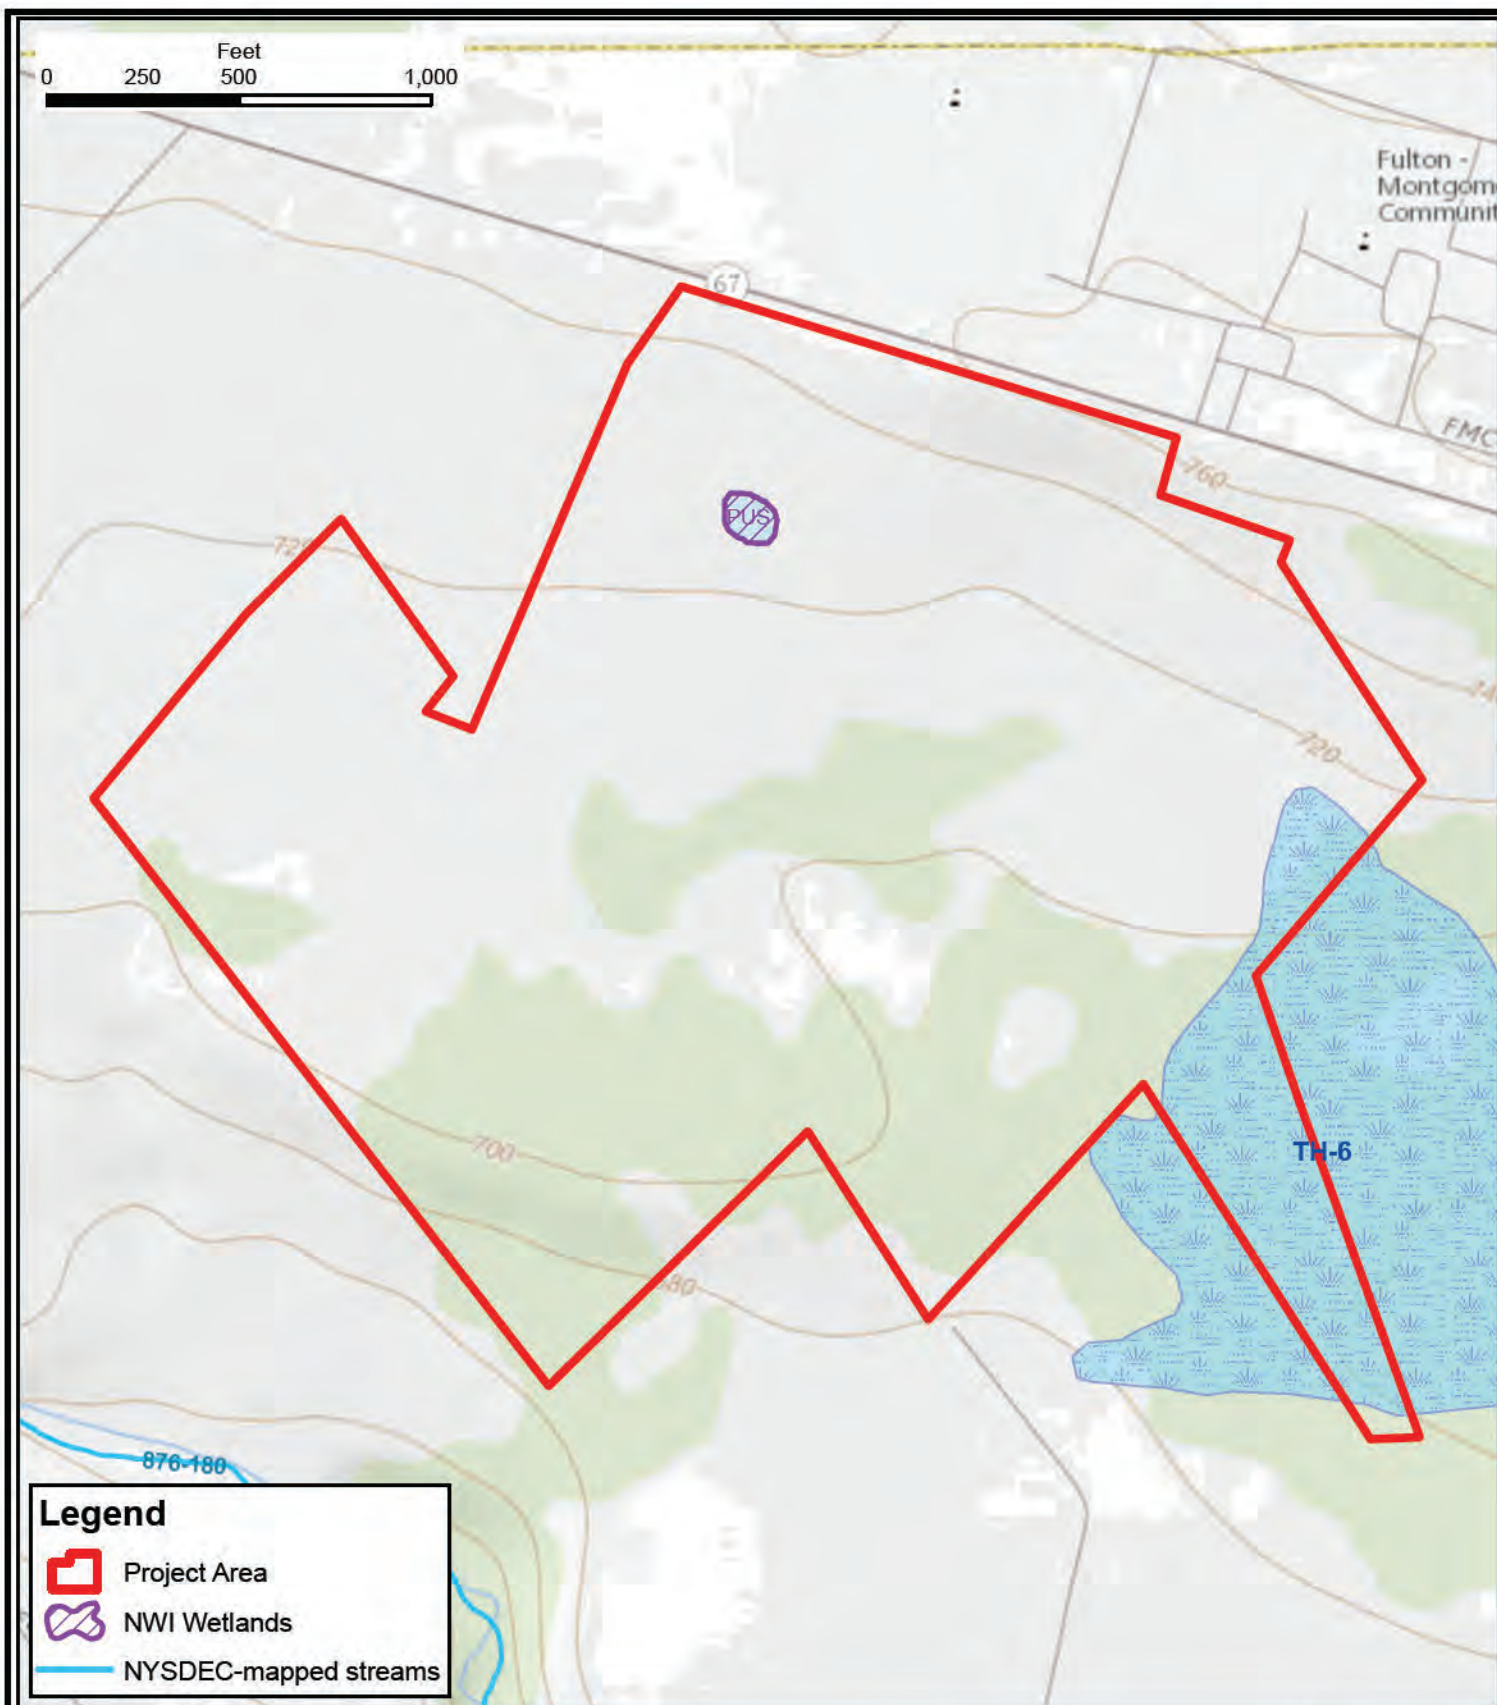 Feet
0 250 500 1,000
Fulton -
Montgom
Communit
67
FMC
760
PUS
720
740
720
TH-6
700
680
876-180
Legend
Project Area
NWI Wetlands
NYSDEC-mapped streams